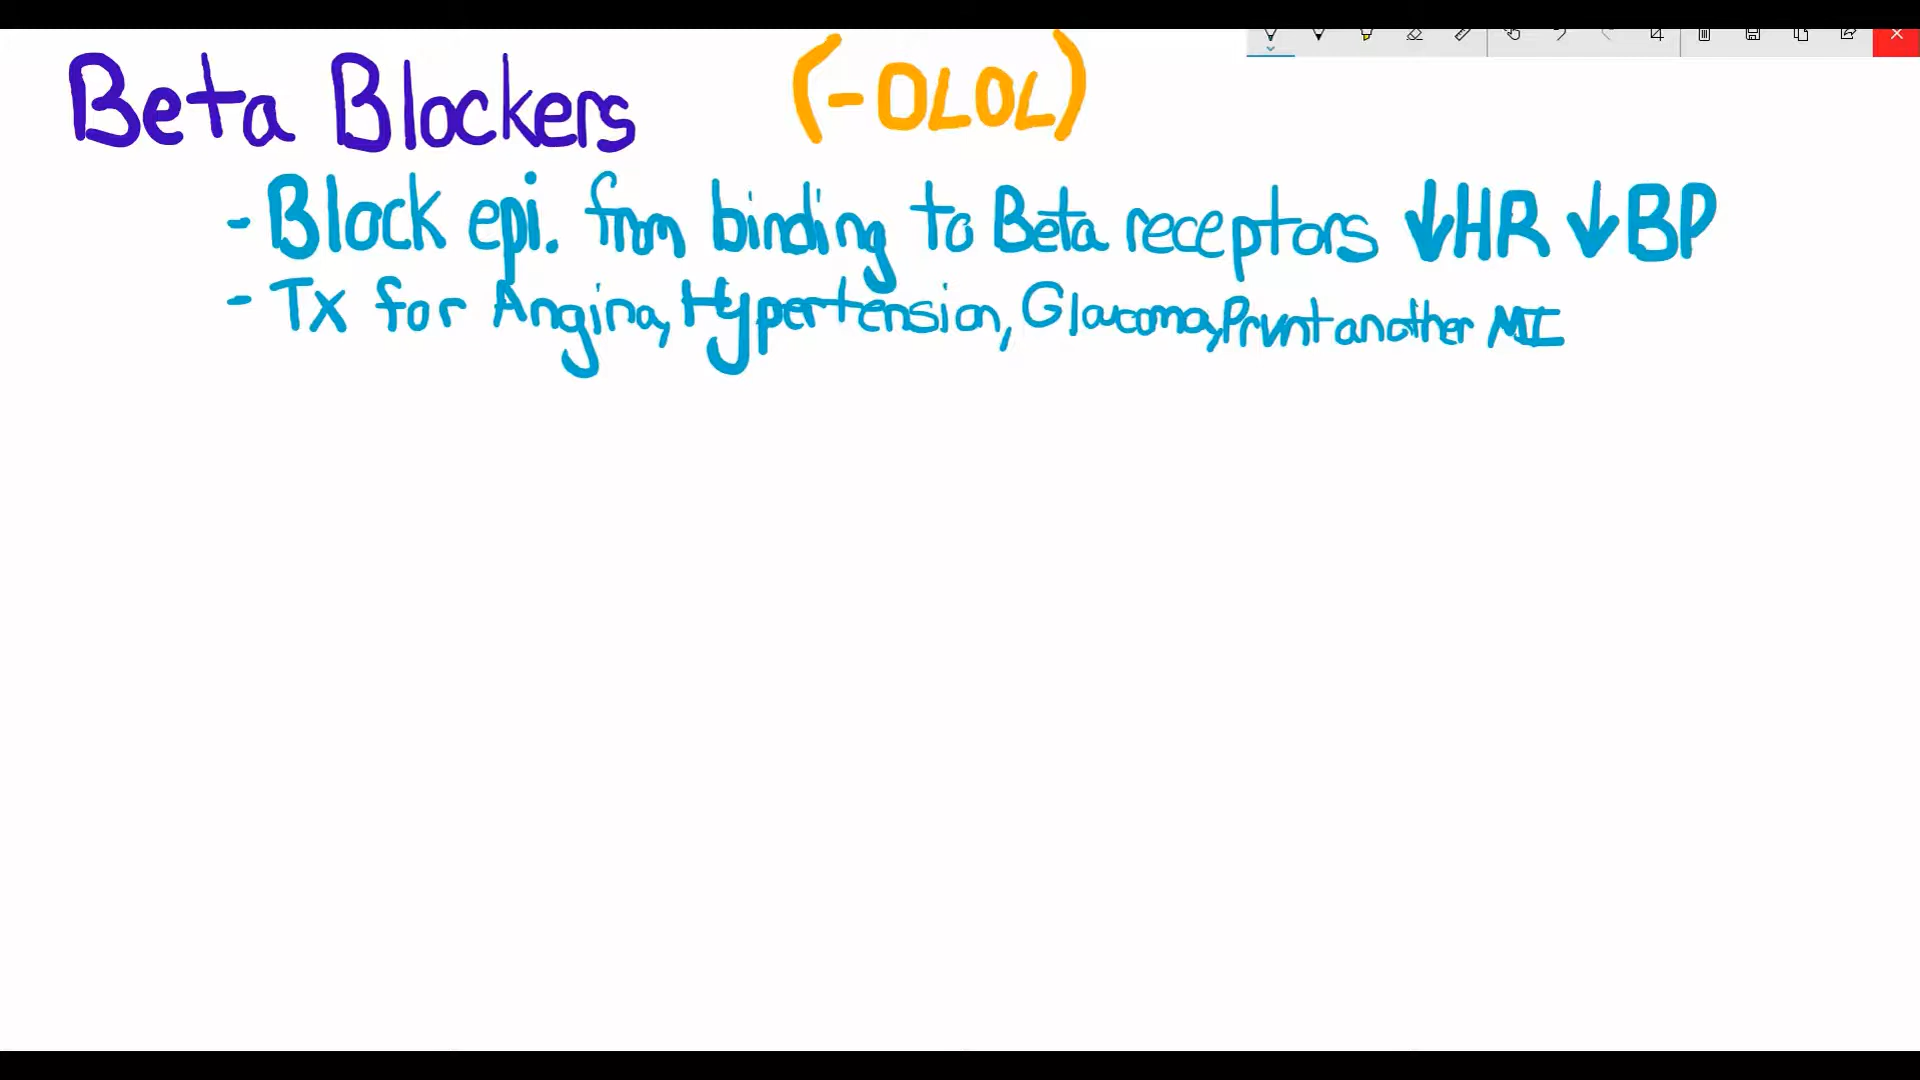 Beta Blockers (-OLOL)
- Block epi. from binding to Beta receptors ↓HR ↓BP
- Tx for Angina, Hypertension, Glaucoma, Prvnt another MI